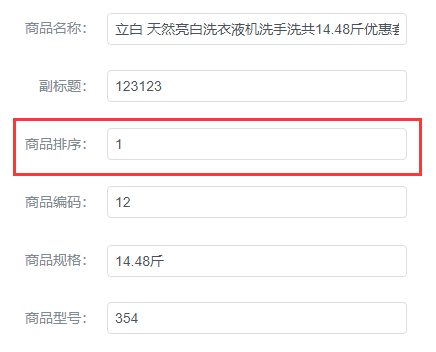 商品名称： 立白 天然亮白洗衣液机洗手洗共14.48斤优惠套
副标题： 123123
商品排序： 1
商品编码： 12
商品规格： 14.48斤
商品型号： 354